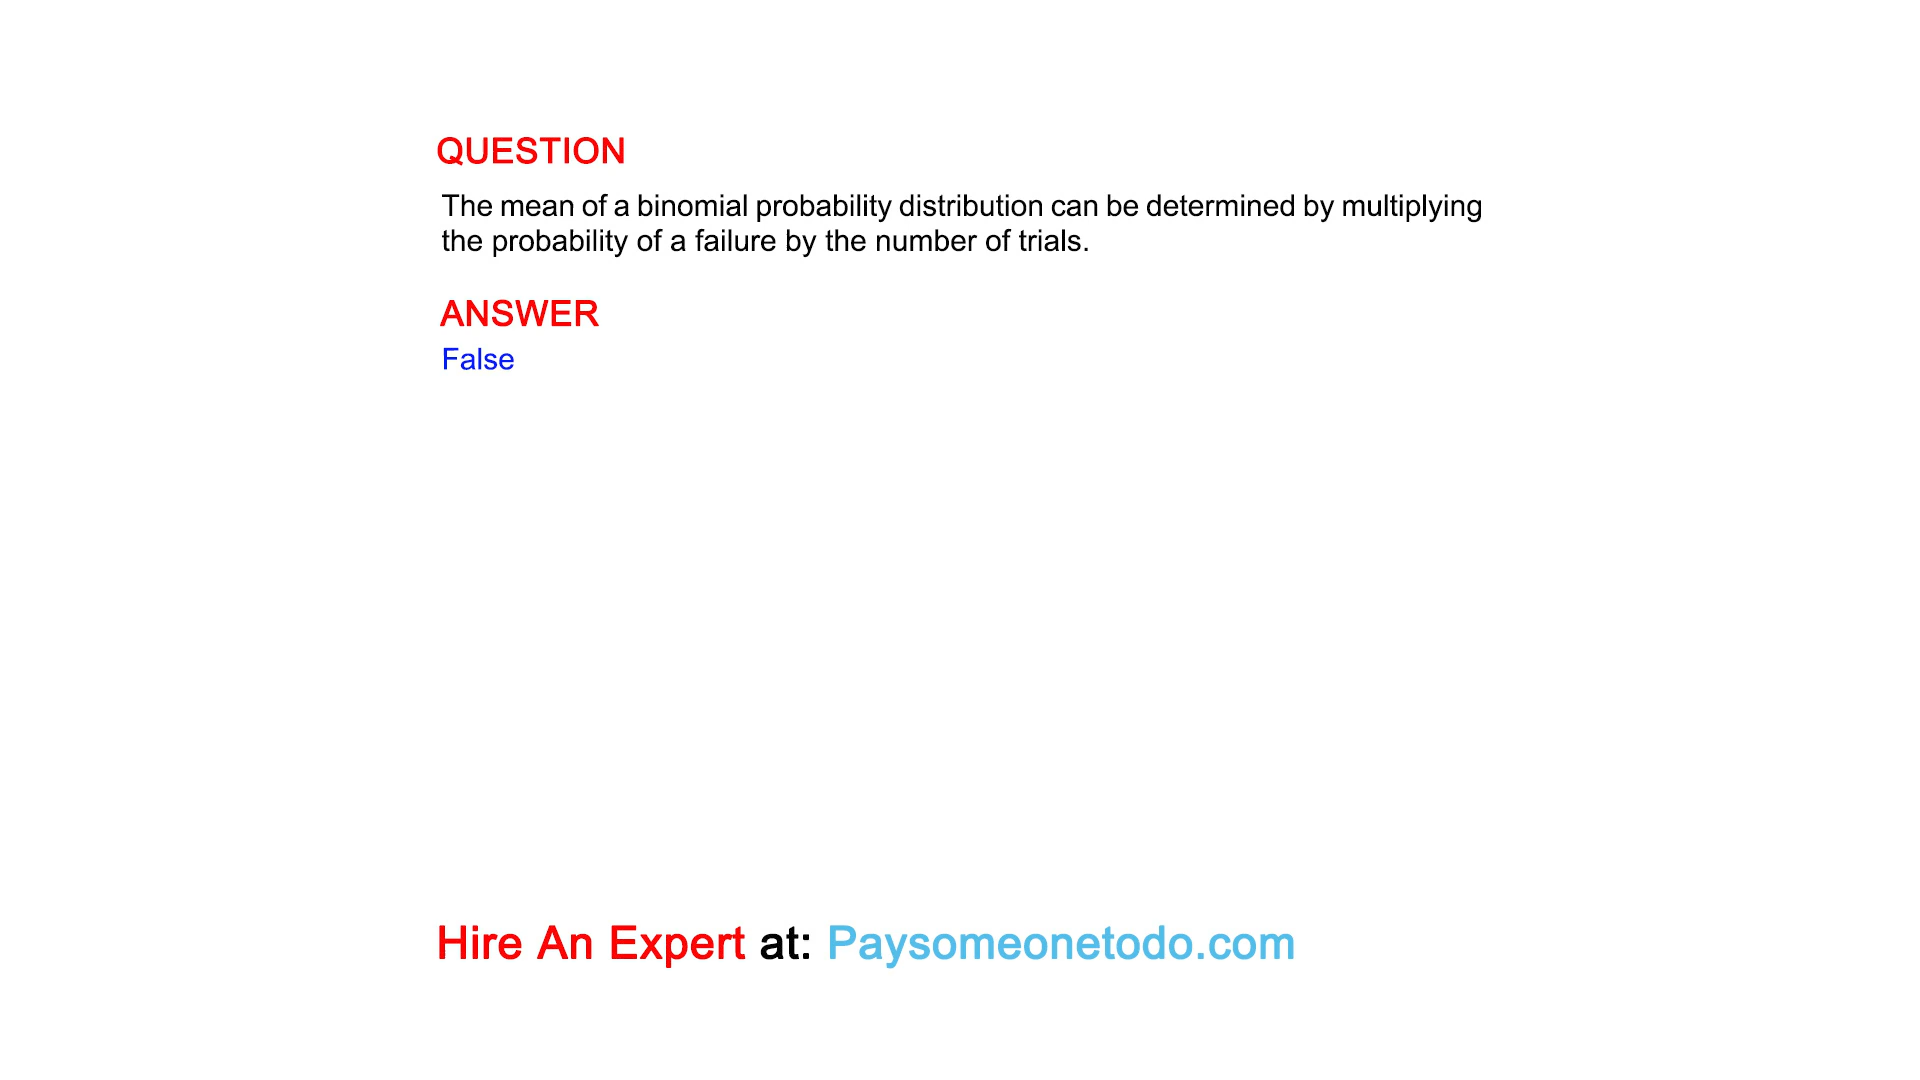 QUESTION
The mean of a binomial probability distribution can be determined by multiplying
the probability of a failure by the number of trials.
ANSWER
False
Hire An Expert at: Paysomeonetodo.com